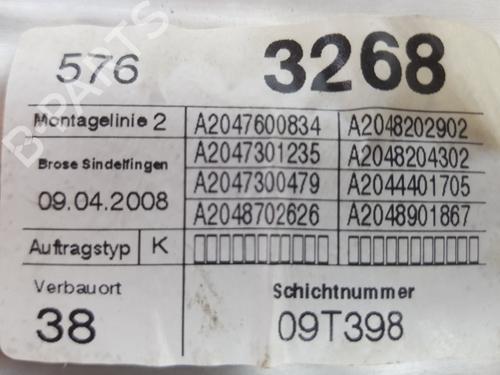 576 3268
Montagelinie 2
A2047600834 A2048202902
Brose Sindelfingen
A2047301235 A2048204302
09.04.2008
A2047300479 A2044401705
A2048702626 A2048901867
Auftragstyp K
Verbauort
Schichtnummer
38
09T398
B-PARTS